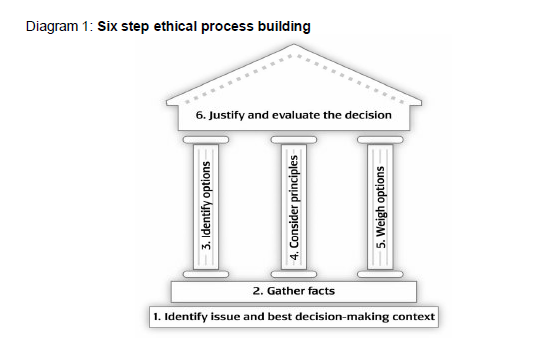 Diagram 1: Six step ethical process building
6. Justify and evaluate the decision
3. Identify options
4. Consider principles
5. Weigh options
2. Gather facts
1. Identify issue and best decision-making context